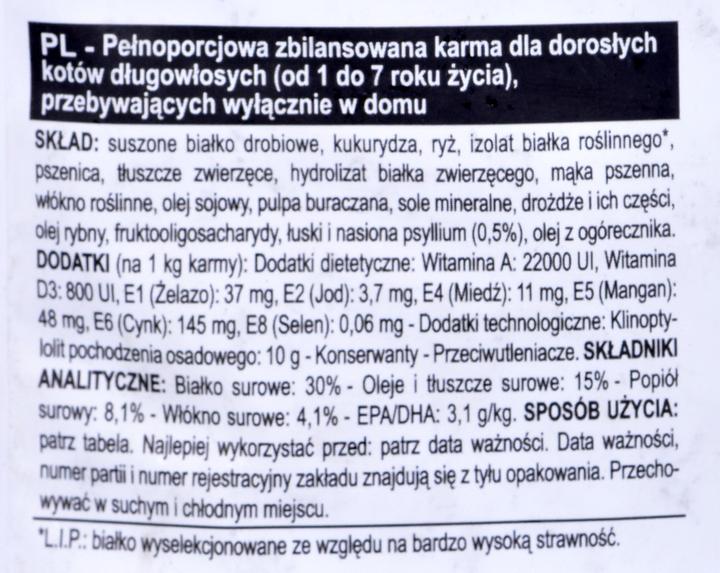 PL - Pełnoporcjowa zbilansowana karma dla dorosłych
kotów długowłosych (od 1 do 7 roku życia),
przebywających wyłącznie w domu
SKŁAD: suszone białko drobiowe, kukurydza, ryż, izolat białka roślinnego*,
pszenica, tłuszcze zwierzęce, hydrolizat białka zwierzęcego, mąka pszenna,
włókno roślinne, olej sojowy, pulpa buraczana, sole mineralne, drożdże i ich części,
olej rybny, fruktooligosacharydy, łuski i nasiona psyllium (0,5%), olej z ogórecznika.
DODATKI (na 1 kg karmy): Dodatki dietetyczne: Witamina A: 22000 UI, Witamina
D3: 800 UI, E1 (Żelazo): 37 mg, E2 (Jod): 3,7 mg, E4 (Miedź): 11 mg, E5 (Mangan):
48 mg, E6 (Cynk): 145 mg, E8 (Selen): 0,06 mg - Dodatki technologiczne: Klinopty-
lolit pochodzenia osadowego: 10 g - Konserwanty - Przeciwutleniacze. SKŁADNIKI
ANALITYCZNE: Białko surowe: 30% - Oleje i tłuszcze surowe: 15% - Popiół
surowy: 8,1% - Włókno surowe: 4,1% - EPA/DHA: 3,1 g/kg. SPOSÓB UŻYCIA:
patrz tabela. Najlepiej wykorzystać przed: patrz data ważności. Data ważności,
numer partii i numer rejestracyjny zakładu znajdują się z tyłu opakowania. Przecho-
wywać w suchym i chłodnym miejscu.
*L.I.P.: białko wyselekcjonowane ze względu na bardzo wysoką strawność.